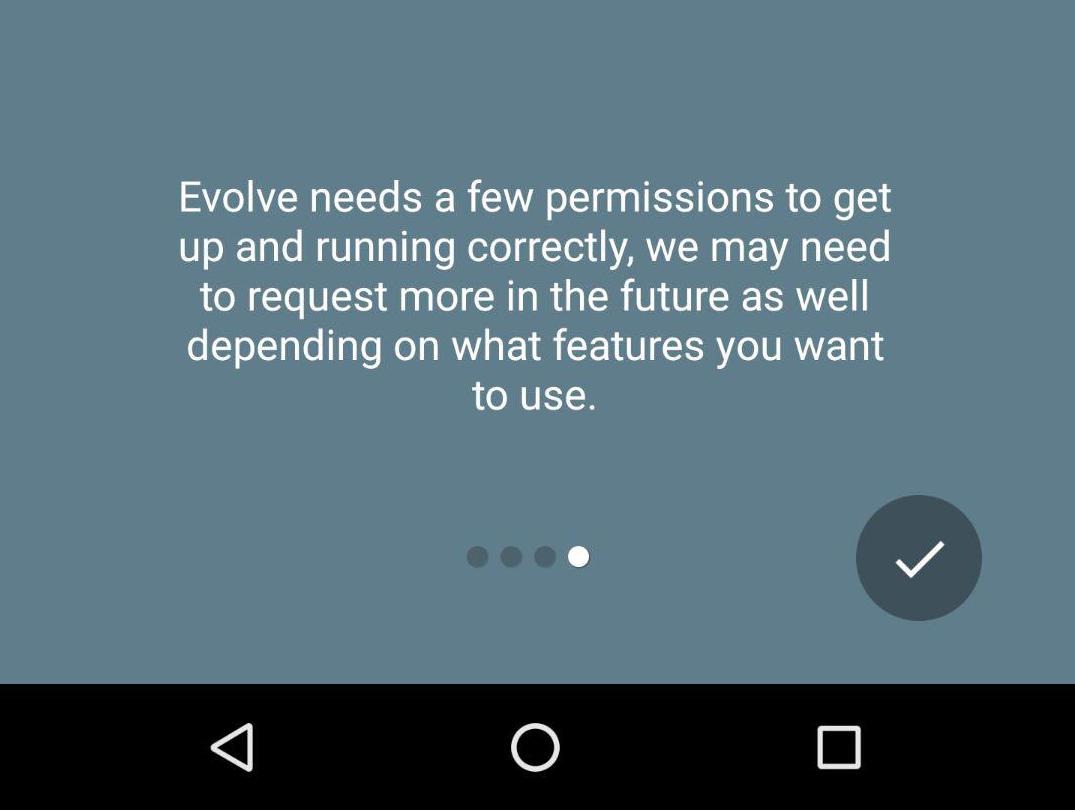 Evolve needs a few permissions to get
up and running correctly, we may need
to request more in the future as well
depending on what features you want
to use.